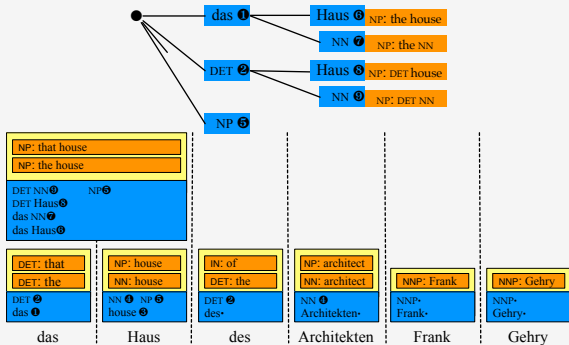 das ❶ Haus ❻ NP: the house
NN ❼ NP: the NN
DET ❷ Haus ❽ NP: DET house
NN ❾ NP: DET NN
NP ❺
NP: that house
NP: the house
DET NN❾ NP❺
DET Haus❽
das NN❼
das Haus❻
DET: that NP: house IN: of NP: architect
DET: the NN: house DET: the NN: architect NNP: Frank NNP: Gehry
DET ❷ NN ❹ NP ❺ DET ❷ NN ❹ NNP• NNP•
das ❶ house ❸ des• Architekten• Frank• Gehry•
das Haus des Architekten Frank Gehry